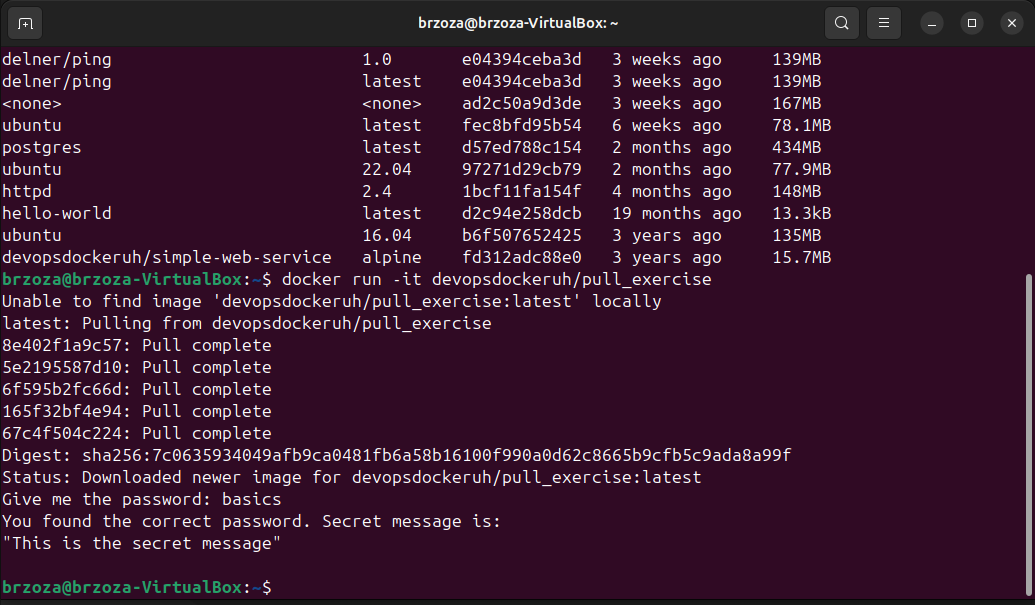 brzoza@brzoza-VirtualBox: ~
delner/ping 1.0 e04394ceba3d 3 weeks ago 139MB
delner/ping latest e04394ceba3d 3 weeks ago 139MB
<none> <none> ad2c50a9d3de 3 weeks ago 167MB
ubuntu latest fec8bfd95b54 6 weeks ago 78.1MB
postgres latest d57ed788c154 2 months ago 434MB
ubuntu 22.04 97271d29cb79 2 months ago 77.9MB
httpd 2.4 1bcf11fa154f 4 months ago 148MB
hello-world latest d2c94e258dcb 19 months ago 13.3kB
ubuntu 16.04 b6f507652425 3 years ago 135MB
devopsdockeruh/simple-web-service alpine fd312adc88e0 3 years ago 15.7MB
brzoza@brzoza-VirtualBox:~$ docker run -it devopsdockeruh/pull_exercise
Unable to find image 'devopsdockeruh/pull_exercise:latest' locally
latest: Pulling from devopsdockeruh/pull_exercise
8e402f1a9c57: Pull complete
5e2195587d10: Pull complete
6f595b2fc66d: Pull complete
165f32bf4e94: Pull complete
67c4f504c224: Pull complete
Digest: sha256:7c0635934049afb9ca0481fb6a58b16100f990a0d62c8665b9cfb5c9ada8a99f
Status: Downloaded newer image for devopsdockeruh/pull_exercise:latest
Give me the password: basics
You found the correct password. Secret message is:
"This is the secret message"
brzoza@brzoza-VirtualBox:~$